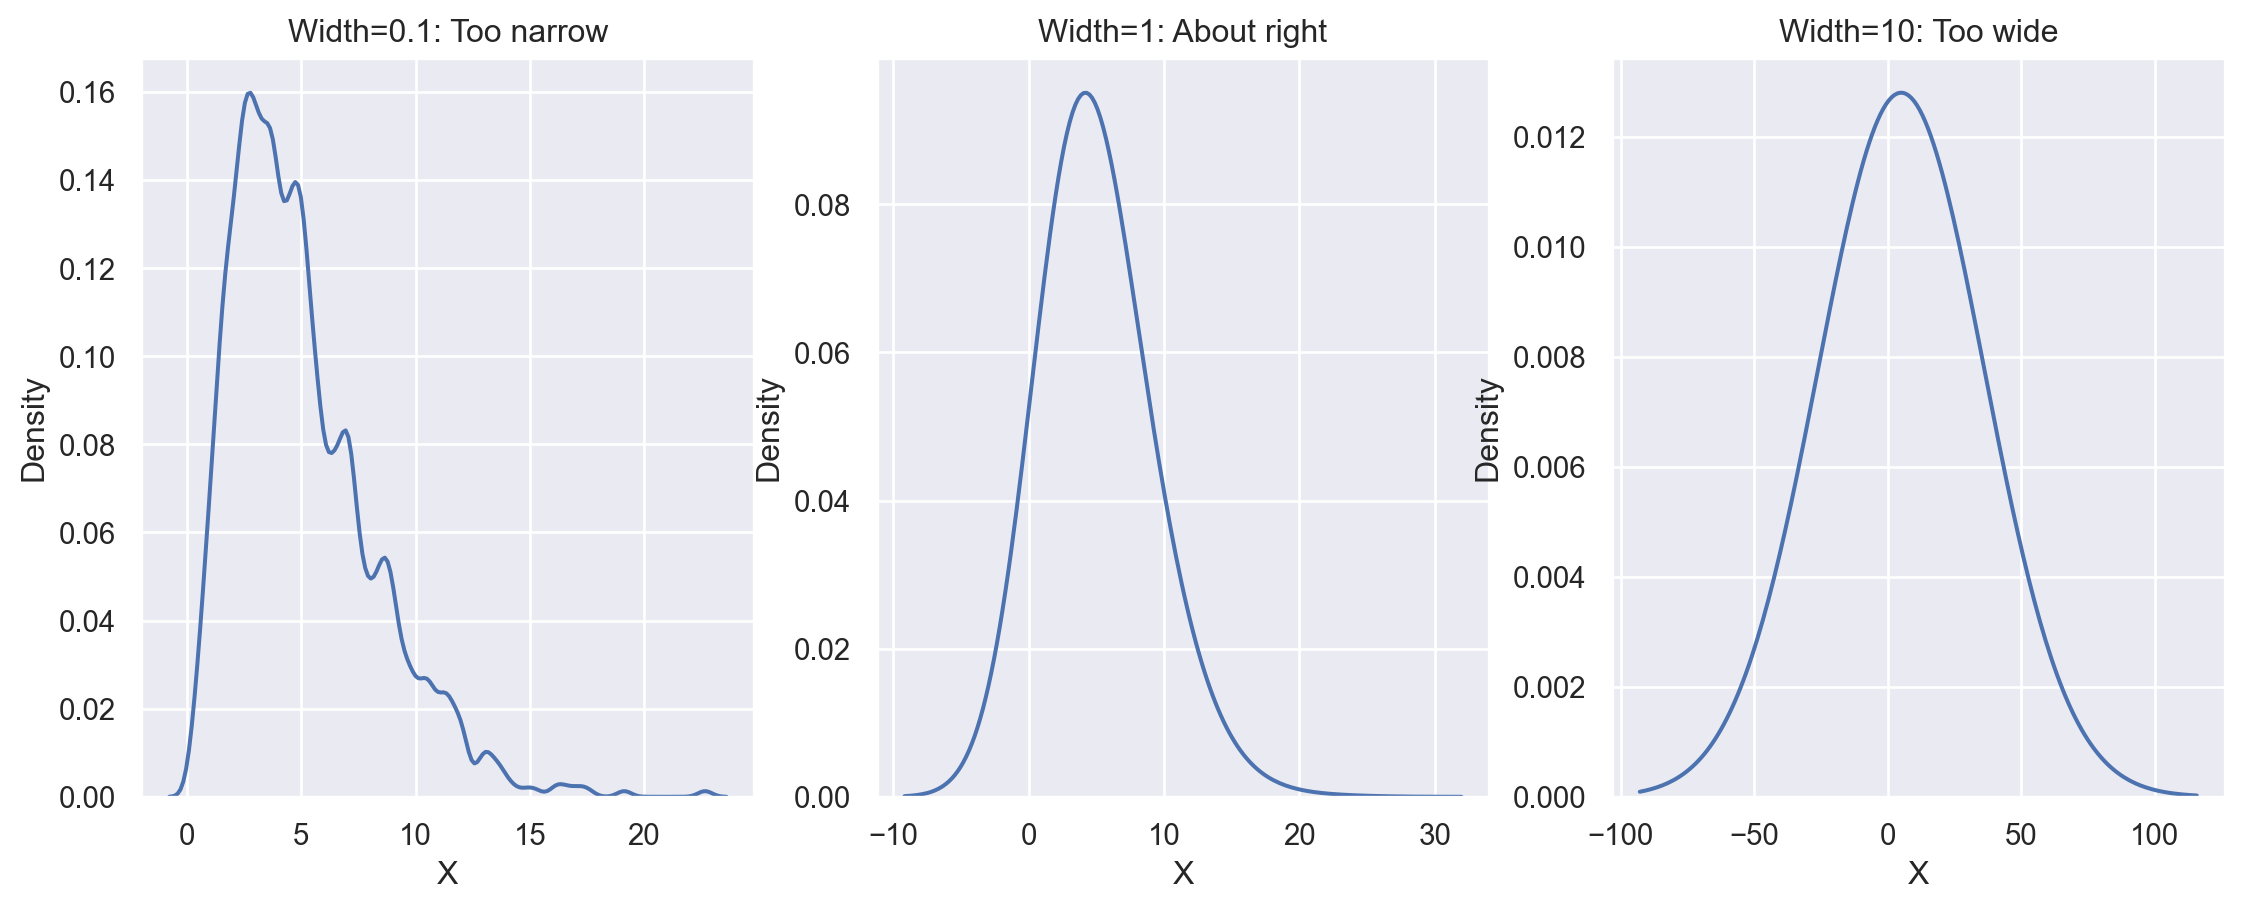 Width=0.1: Too narrow
0.16
0.14
0.12
0.10
0.08
0.06
0.04
0.02
0.00
Density
0 5 10 15 20
X
Width=1: About right
0.08
0.06
0.04
0.02
0.00
Density
−10 0 10 20 30
X
Width=10: Too wide
0.012
0.010
0.008
0.006
0.004
0.002
0.000
Density
−100 −50 0 50 100
X